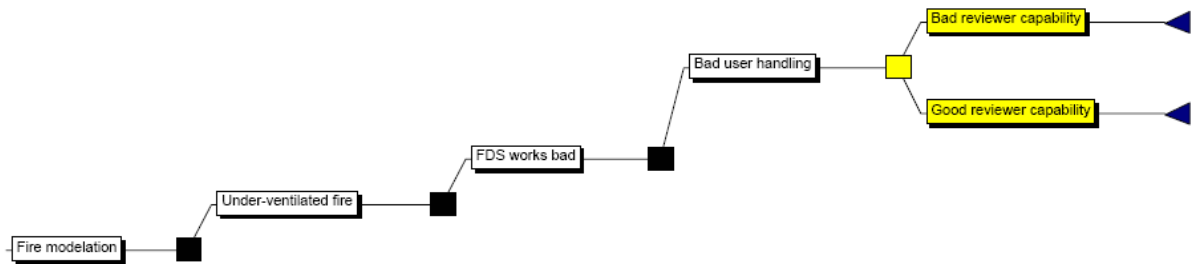 Bad reviewer capability
Bad user handling
Good reviewer capability
FDS works bad
Under-ventilated fire
Fire modelation